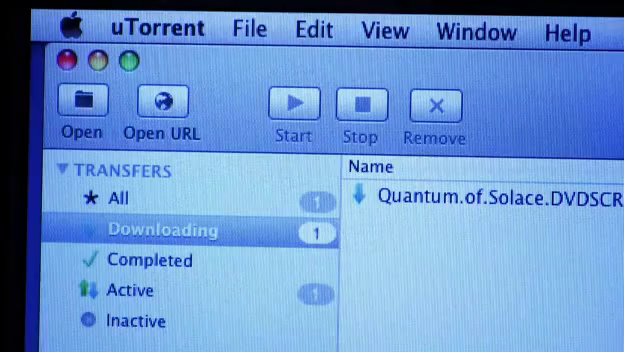 uTorrent File Edit View Window Help
Open Open URL Start Stop Remove
TRANSFERS
Name
All 1
Quantum.of.Solace.DVDSCR
Downloading 1
Completed
Active 1
Inactive